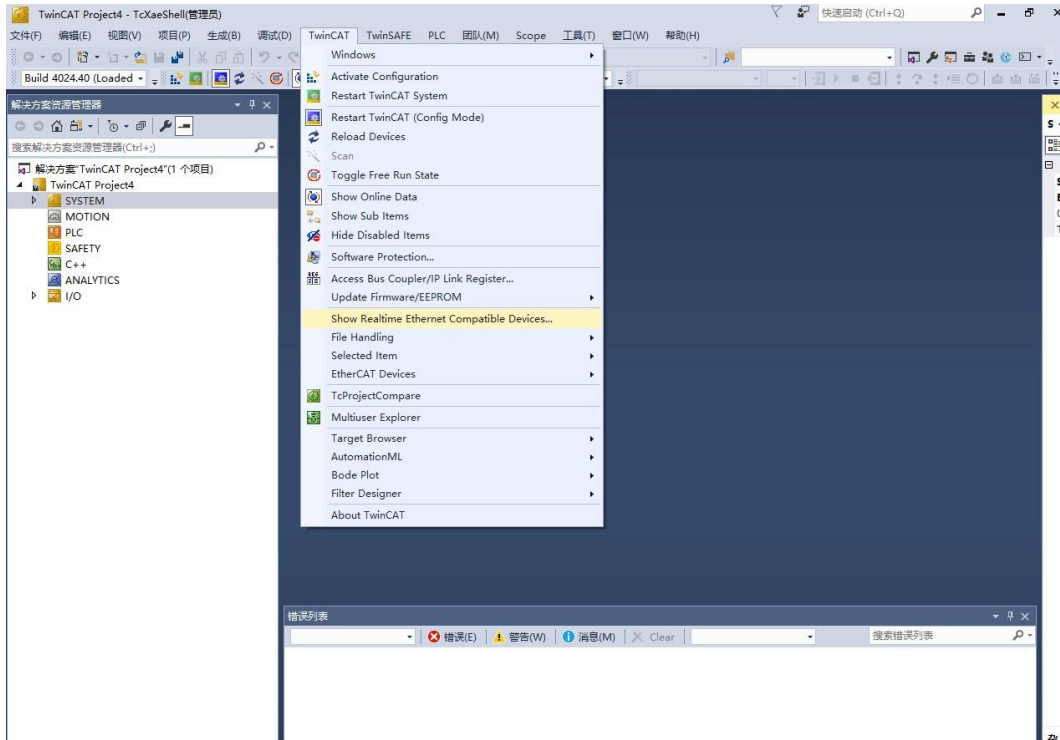 TwinCAT Project4 - TcXaeShell(管理员)
快速启动 (Ctrl+Q)
文件(F) 编辑(E) 视图(V) 项目(P) 生成(B) 调试(D) TwinCAT TwinSAFE PLC 团队(M) Scope 工具(T) 窗口(W) 帮助(H)
Build 4024.40 (Loaded
Windows
Activate Configuration
Restart TwinCAT System
Restart TwinCAT (Config Mode)
Reload Devices
Scan
Toggle Free Run State
Show Online Data
Show Sub Items
Hide Disabled Items
Software Protection...
Access Bus Coupler/IP Link Register...
Update Firmware/EEPROM
Show Realtime Ethernet Compatible Devices...
File Handling
Selected Item
EtherCAT Devices
TcProjectCompare
Multiuser Explorer
Target Browser
AutomationML
Bode Plot
Filter Designer
About TwinCAT
解决方案资源管理器
搜索解决方案资源管理器(Ctrl+;)
解决方案"TwinCAT Project4"(1 个项目)
TwinCAT Project4
SYSTEM
MOTION
PLC
SAFETY
C++
ANALYTICS
I/O
错误列表
错误(E) 警告(W) 消息(M) Clear 搜索错误列表